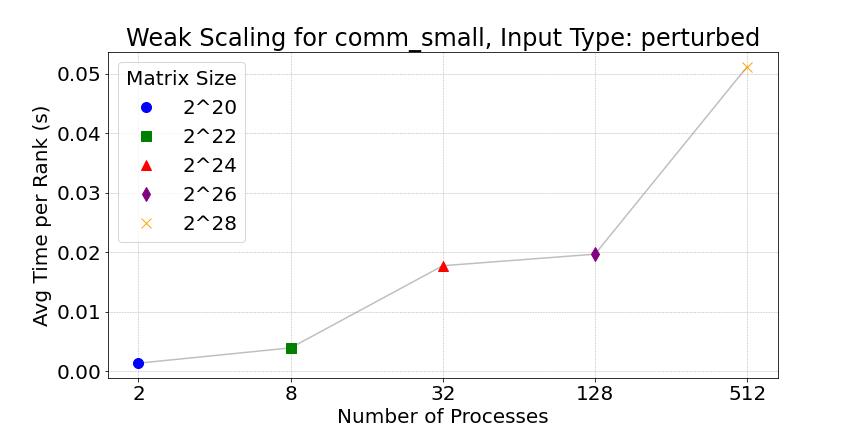 Weak Scaling for comm_small, Input Type: perturbed
Matrix Size
2^20
2^22
2^24
2^26
2^28
Avg Time per Rank (s)
0.05
0.04
0.03
0.02
0.01
0.00
2 8 32 128 512
Number of Processes